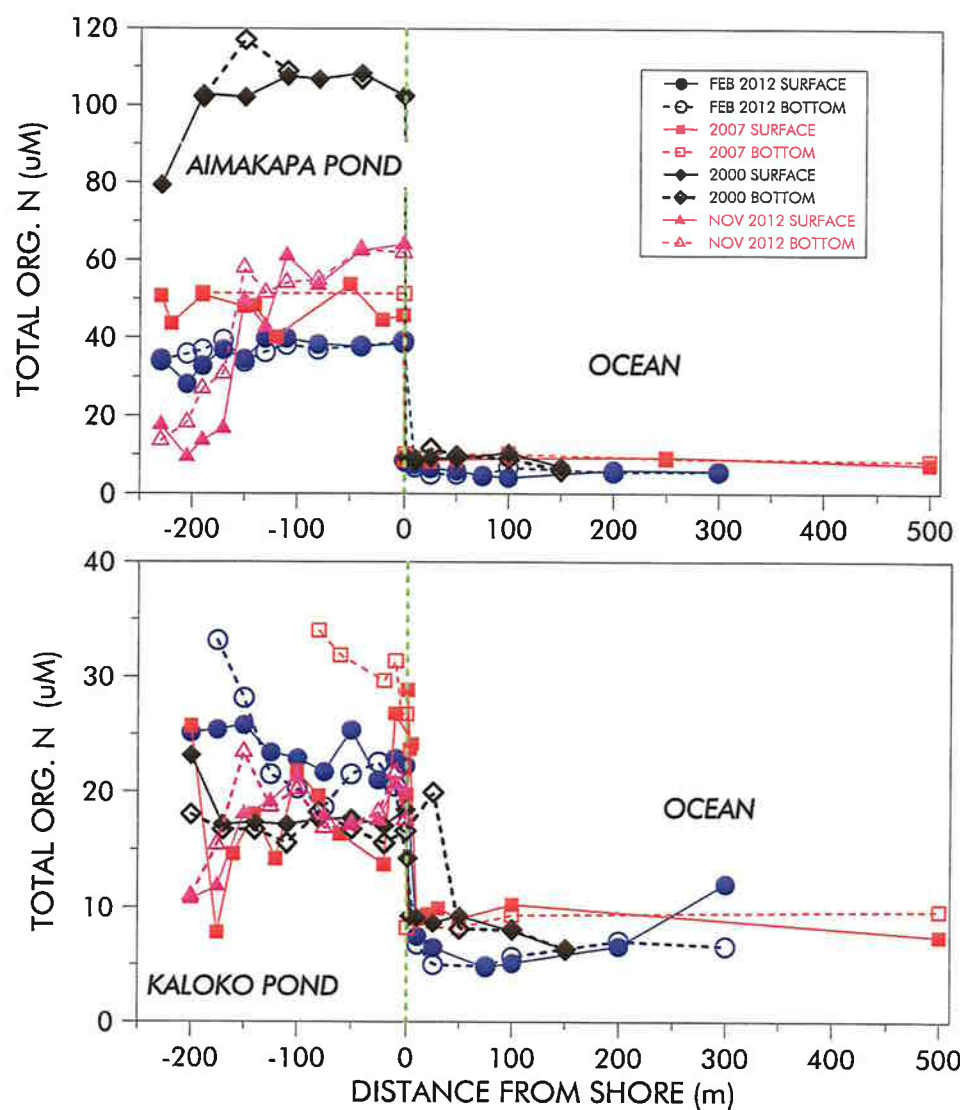 TOTAL ORG. N (uM)
120
100
80
60
40
20
0
AIMAKAPA POND
OCEAN
FEB 2012 SURFACE
FEB 2012 BOTTOM
2007 SURFACE
2007 BOTTOM
2000 SURFACE
2000 BOTTOM
NOV 2012 SURFACE
NOV 2012 BOTTOM
-200 -100 0 100 200 300 400 500
TOTAL ORG. N (uM)
40
30
20
10
0
OCEAN
KALOKO POND
-200 -100 0 100 200 300 400 500
DISTANCE FROM SHORE (m)